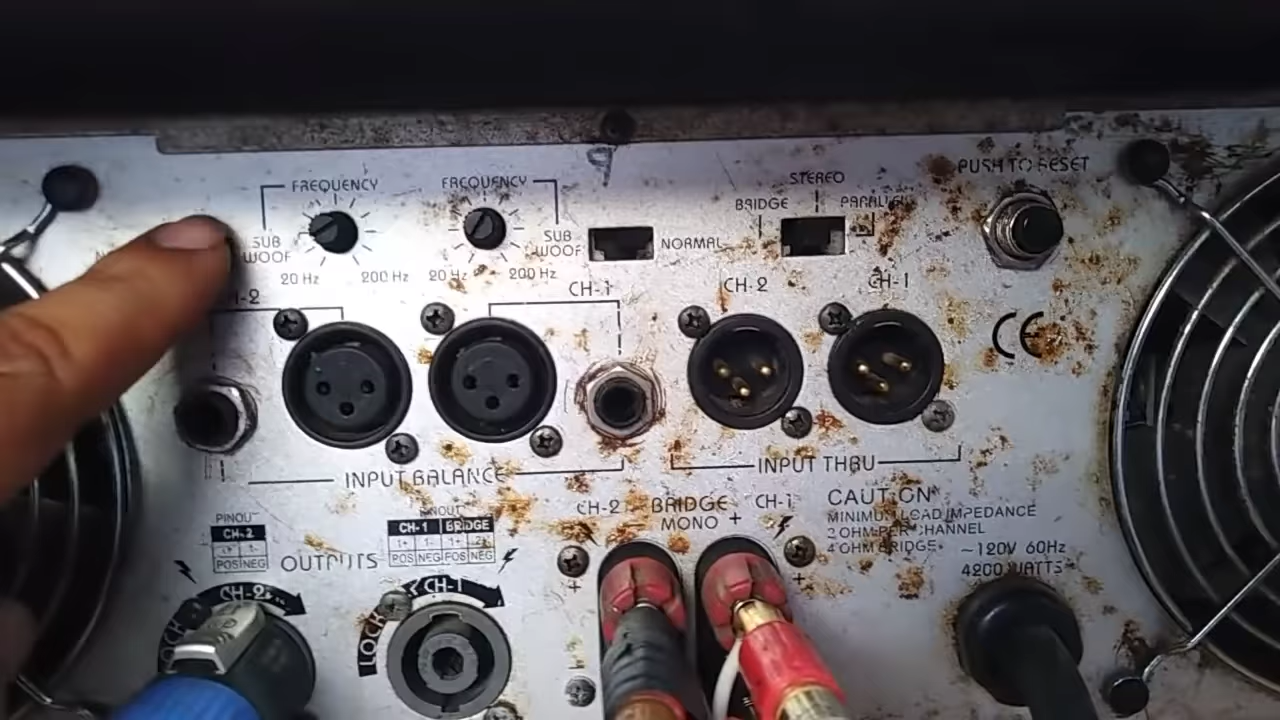 FREQUENCY
FREQUENCY
9
STEREO
BRIDGE
PARALLEL
PUSH TO RESET
SUB
WOOF
SUB
WOOF
NORMAL
20 Hz
200 Hz
20 Hz
200 Hz
CH-1
CH-2
CH-1
CE
INPUT BALANCE
INPUT THRU
CH-2
BRIDGE
MONO +
CH-1
CAUTION
MINIMUM LOAD IMPEDANCE
2 OHM PER CHANNEL
4 OHM BRIDGE
~120V 60Hz
4200 WATTS
PINOUT
CH-2
1+ 1-
POS NEG
OUTPUTS
PINOUT
CH-1 BRIDGE
1+ 1- 1+ 2+
POS NEG POS NEG
CH-2
LOCK
CH-1
LOCK
+
+